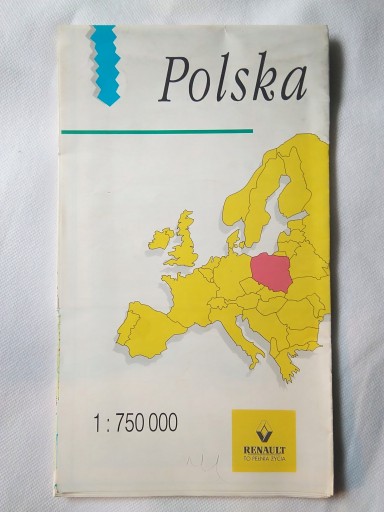 Polska
1 : 750 000
RENAULT
TO PEŁNIA ŻYCIA